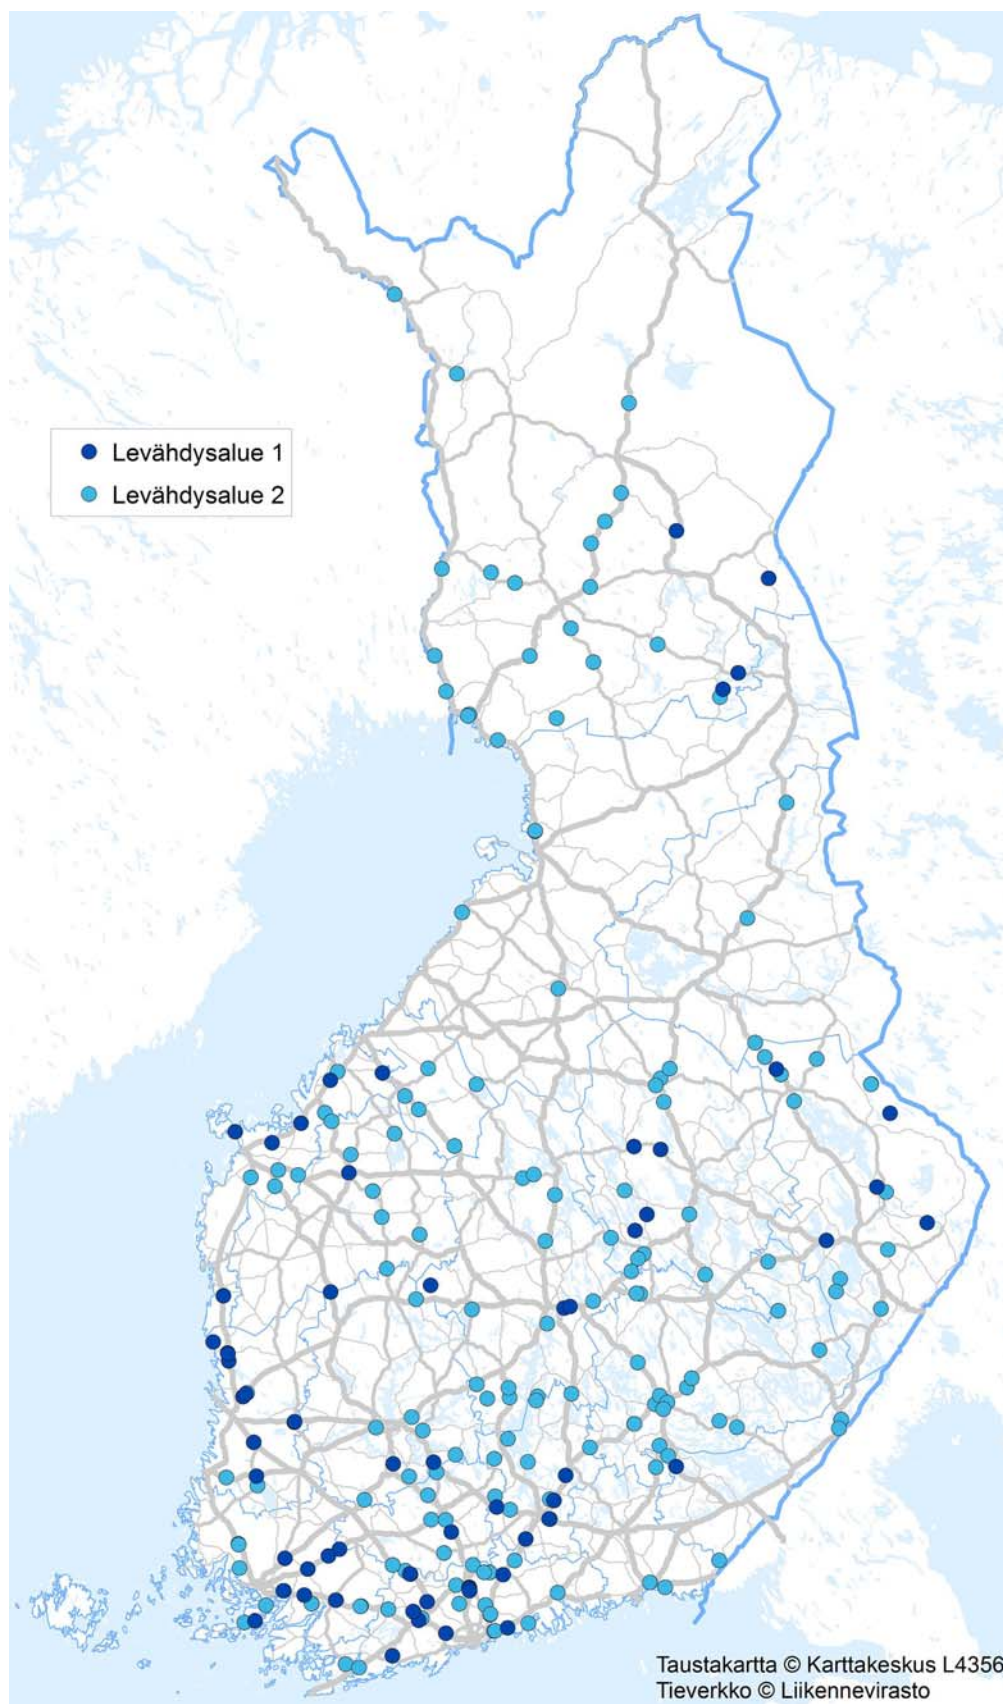 Levähdysalue 1
Levähdysalue 2
Taustakartta © Karttakeskus L4356
Tieverkko © Liikennevirasto